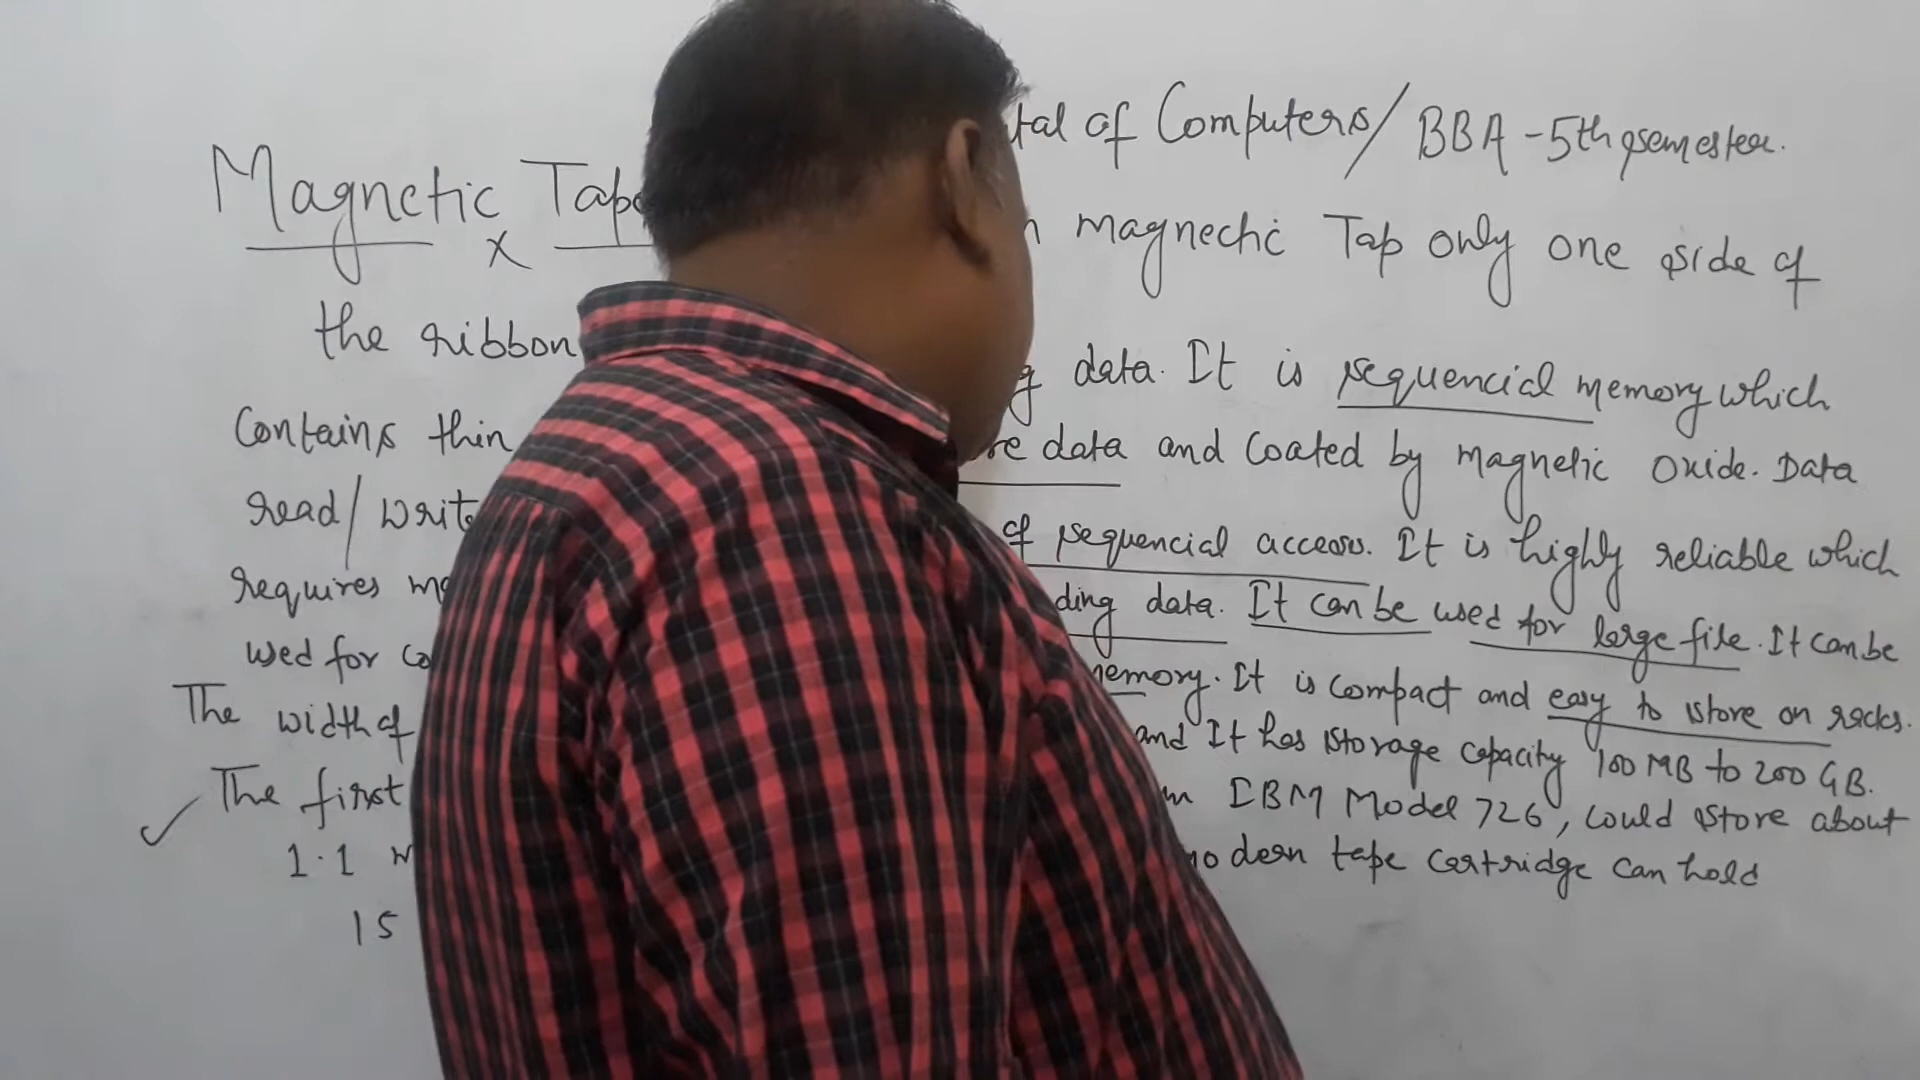 tal of Computers/ BBA - 5th semester.
Magnetic Tap magnechc Tap only one side of
the ribbon data. It is sequencial memory which
Contains thin re data and coated by magnetic oxide. Data
read/write of sequencial access. It is highly reliable which
requires ding data. It can be used for large file. It can be
used for co memory. It is compact and easy to store on racks.
The width of and It has storage capacity 100 MB to 200 GB.
The first IBM Model 726, could store about
1.1 modern tape cartridge can hold
15